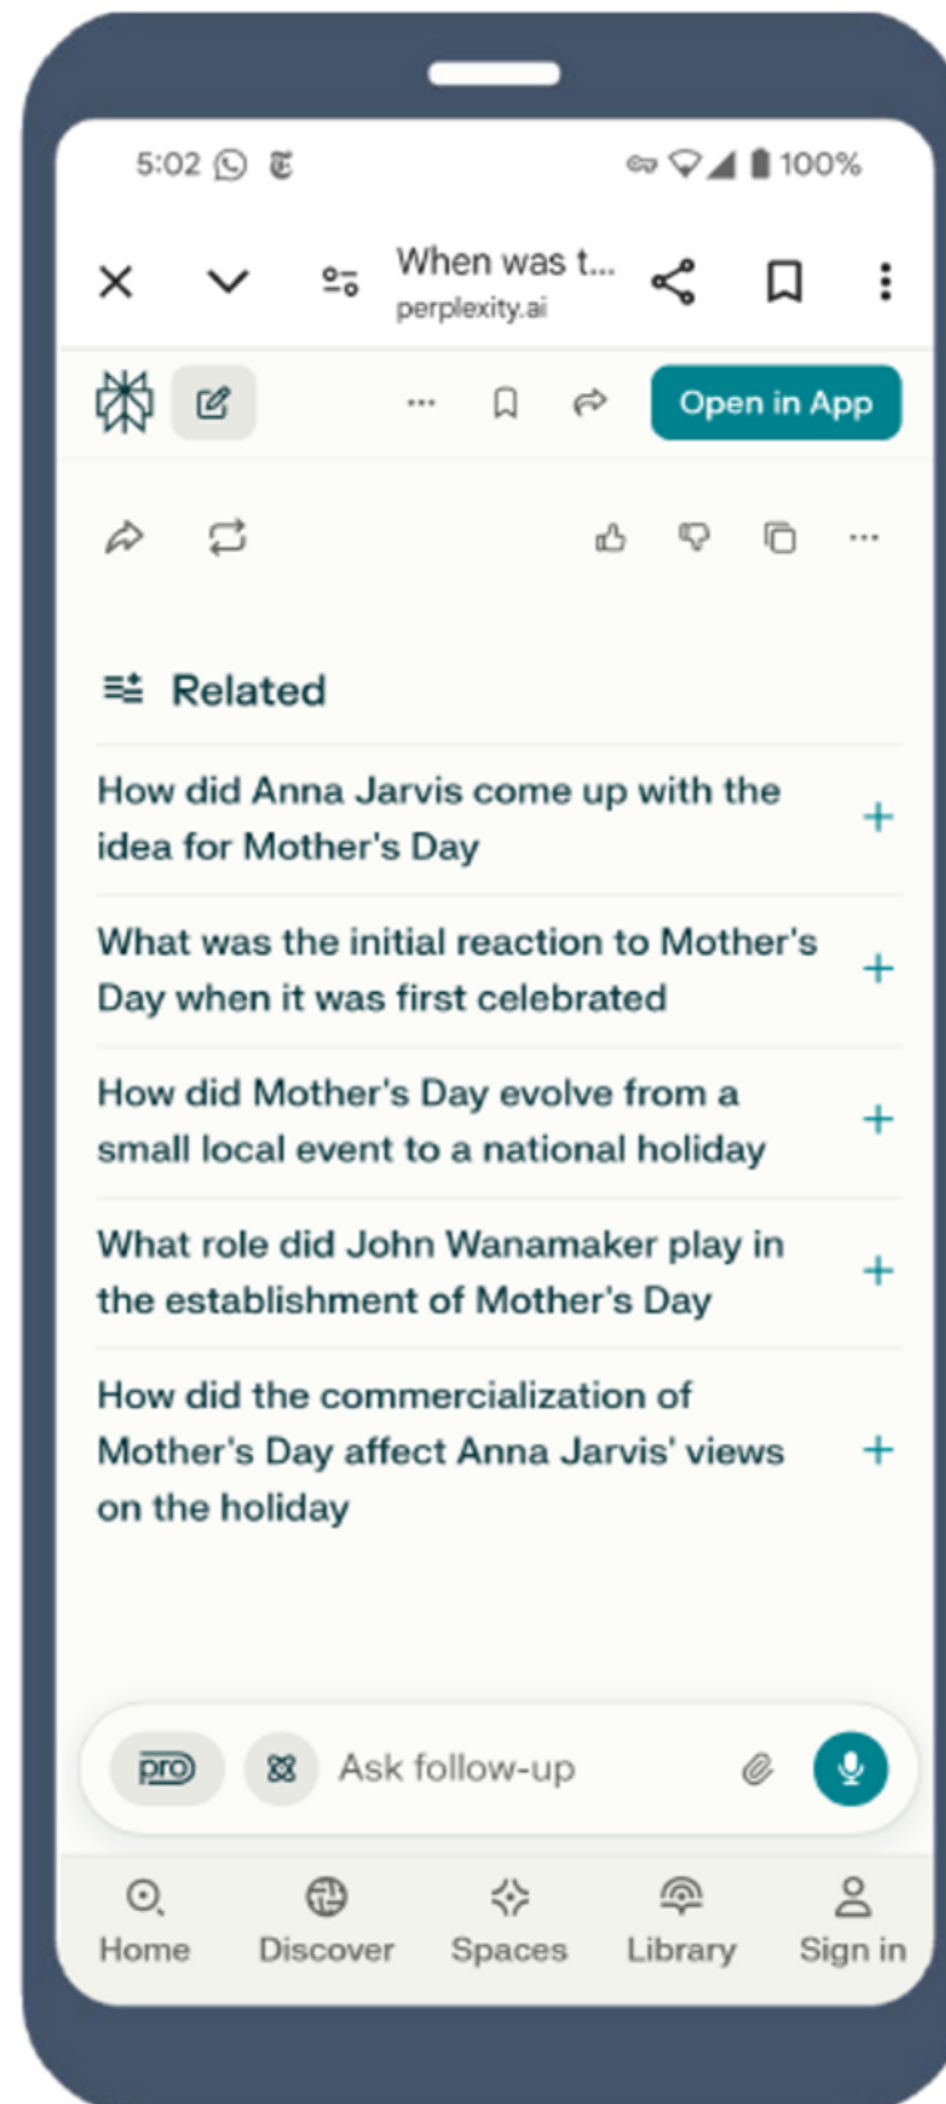 5:02 100%
When was t...
perplexity.ai
Open in App
Related
How did Anna Jarvis come up with the
idea for Mother's Day
What was the initial reaction to Mother's
Day when it was first celebrated
How did Mother's Day evolve from a
small local event to a national holiday
What role did John Wanamaker play in
the establishment of Mother's Day
How did the commercialization of
Mother's Day affect Anna Jarvis' views
on the holiday
pro Ask follow-up
Home Discover Spaces Library Sign in